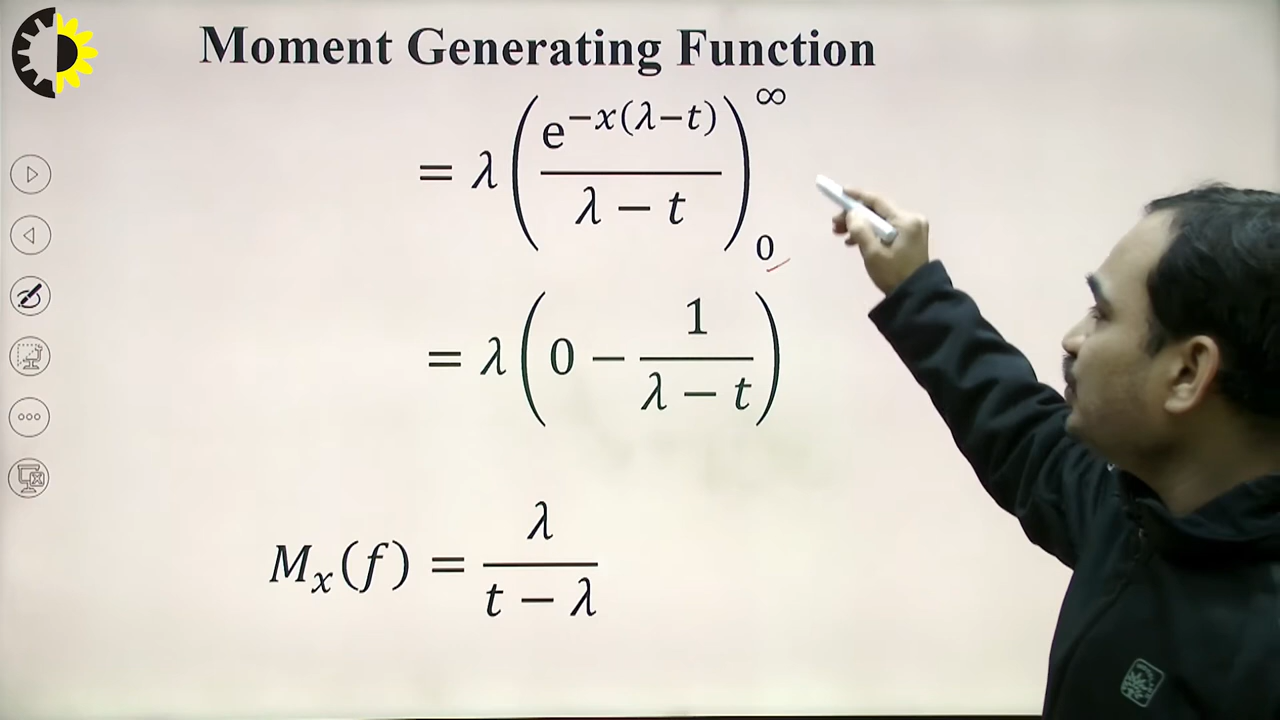 Moment Generating Function
= λ (e^{−x(λ−t)} / (λ − t))_0^∞
= λ (0 − 1 / (λ − t))
M_x(f) = λ / (t − λ)